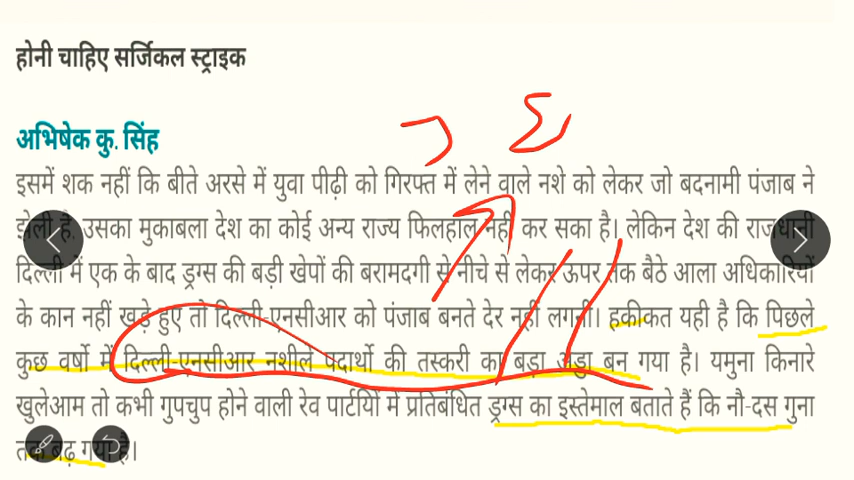 होनी चाहिए सर्जिकल स्ट्राइक
अभिषेक कु. सिंह
इसमें शक नहीं कि बीते अरसे में युवा पीढ़ी को गिरफ्त में लेने वाले नशे को लेकर जो बदनामी पंजाब ने
झेली है, उसका मुकाबला देश का कोई अन्य राज्य फिलहाल नहीं कर सका है। लेकिन देश की राजधानी
दिल्ली में एक के बाद ड्रग्स की बड़ी खेपों की बरामदगी से नीचे से लेकर ऊपर तक बैठे आला अधिकारियों
के कान नहीं खड़े हुए तो दिल्ली-एनसीआर को पंजाब बनते देर नहीं लगनी। हकीकत यही है कि पिछले
कुछ वर्षों में दिल्ली-एनसीआर नशीले पदार्थों की तस्करी का बड़ा अड्डा बन गया है। यमुना किनारे
खुलेआम तो कभी गुपचुप होने वाली रेव पार्टियों में प्रतिबंधित ड्रग्स का इस्तेमाल बताते हैं कि नौ-दस गुना
तक बढ़ गया है।